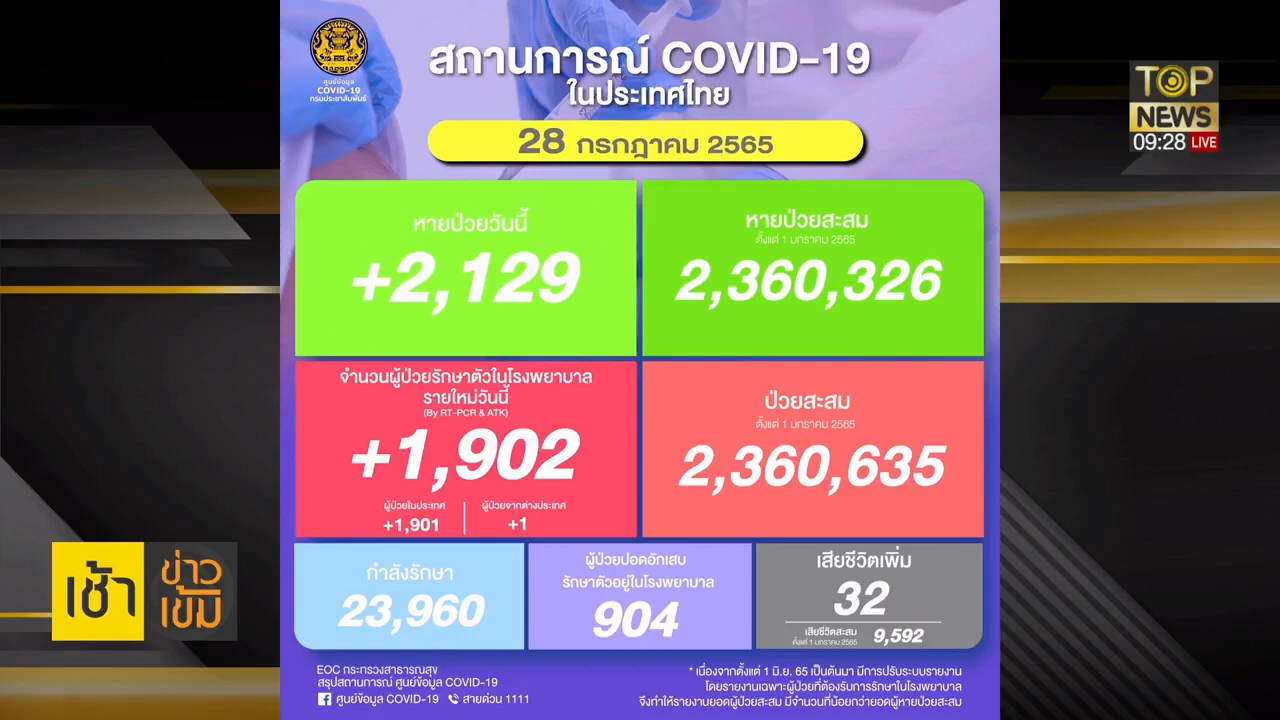 สถานการณ์ COVID-19
ในประเทศไทย
ศูนย์ข้อมูล
COVID-19
กรมประชาสัมพันธ์
28 กรกฎาคม 2565
TOP
NEWS
09:28 LIVE
หายป่วยวันนี้
+2,129
หายป่วยสะสม
ตั้งแต่ 1 มกราคม 2565
2,360,326
จำนวนผู้ป่วยรักษาตัวในโรงพยาบาล
รายใหม่วันนี้
(By RT-PCR & ATK)
+1,902
ผู้ป่วยในประเทศ
+1,901
ผู้ป่วยจากต่างประเทศ
+1
ป่วยสะสม
ตั้งแต่ 1 มกราคม 2565
2,360,635
กำลังรักษา
23,960
ผู้ป่วยปอดอักเสบ
รักษาตัวอยู่ในโรงพยาบาล
904
เสียชีวิตเพิ่ม
32
เสียชีวิตสะสม
ตั้งแต่ 1 มกราคม 2565
9,592
เช้า
ข่าว
เข้ม
EOC กระทรวงสาธารณสุข
สรุปสถานการณ์ ศูนย์ข้อมูล COVID-19
ศูนย์ข้อมูล COVID-19 สายด่วน 1111
* เนื่องจากตั้งแต่ 1 มิ.ย. 65 เป็นต้นมา มีการปรับระบบรายงาน
โดยรายงานเฉพาะผู้ป่วยที่ต้องรับการรักษาในโรงพยาบาล
จึงทำให้รายงานยอดผู้ป่วยสะสม มีจำนวนที่น้อยกว่ายอดผู้หายป่วยสะสม